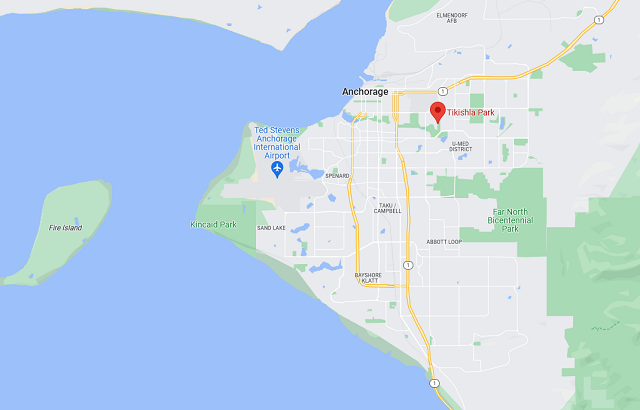 ELMENDORF
AFB
1
Anchorage
1
Tikishla Park
Ted Stevens
Anchorage
International
Airport
U-MED
DISTRICT
SPENARD
TAKU /
CAMPBELL
Far North
Bicentennial
Park
Kincaid Park
Fire Island
SAND LAKE
ABBOTT LOOP
1
BAYSHORE
/ KLATT
1